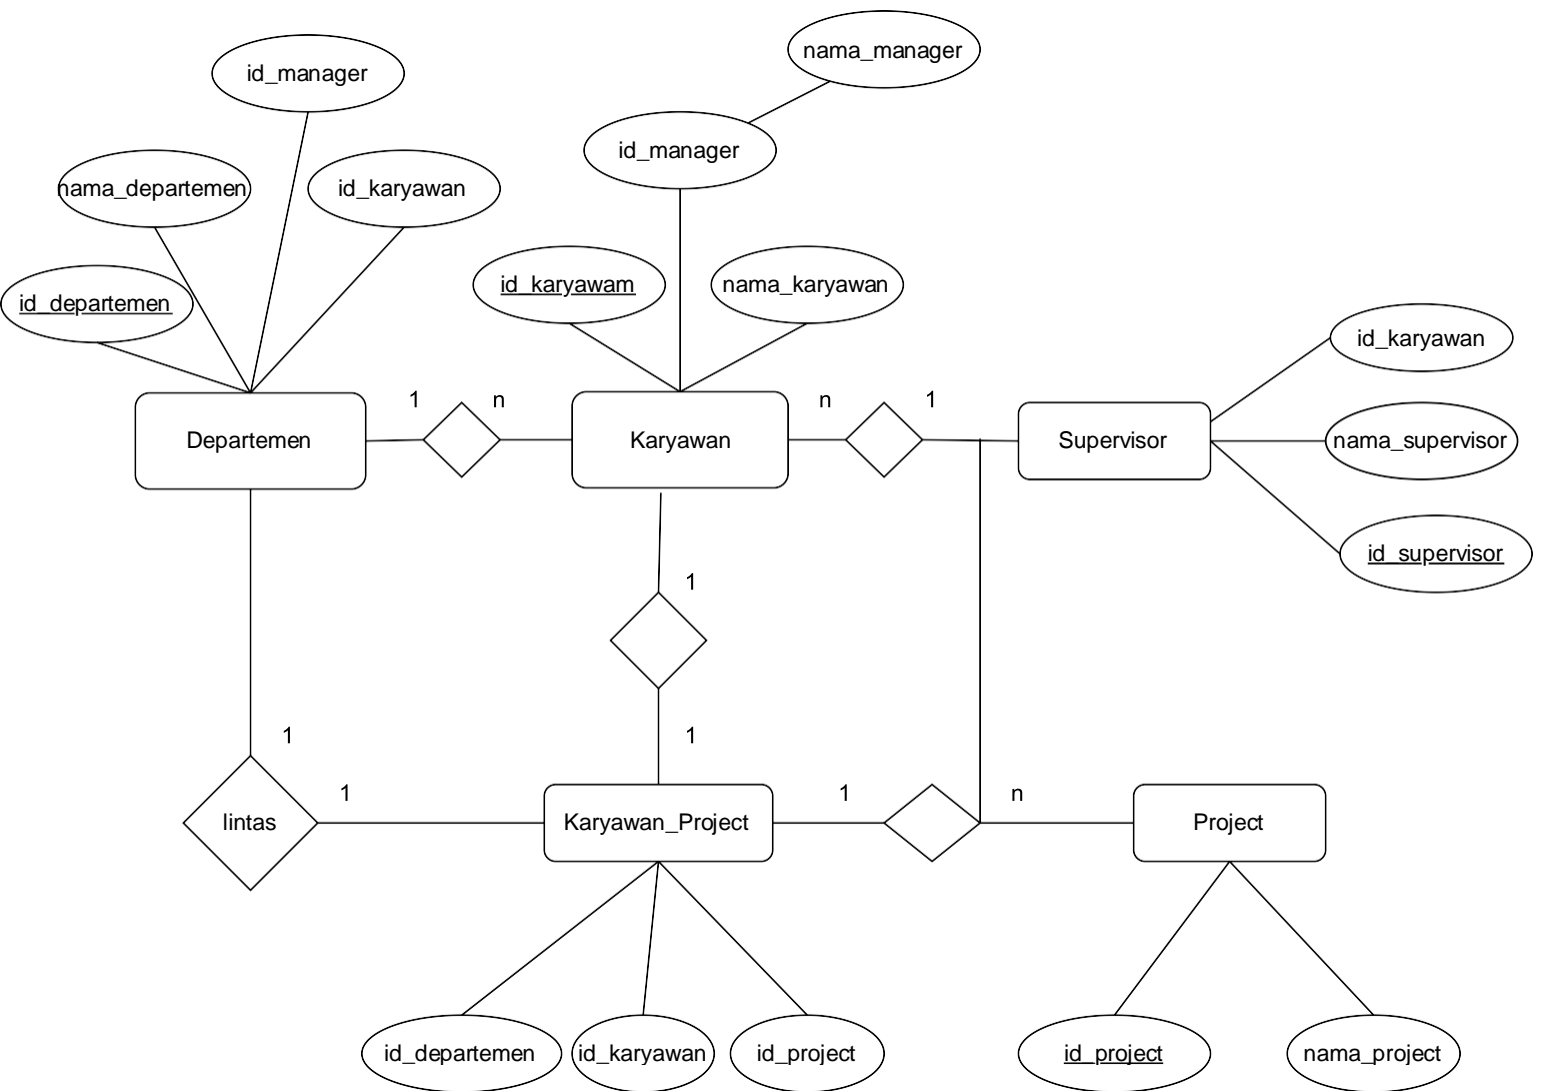 nama_manager
id_manager
id_manager
nama_departemen
id_karyawan
id_departemen
id_karyawam
nama_karyawan
id_karyawan
nama_supervisor
id_supervisor
Departemen
1
n
Karyawan
n
1
Supervisor
1
1
1
lintas
1
Karyawan_Project
1
n
Project
id_departemen
id_karyawan
id_project
id_project
nama_project